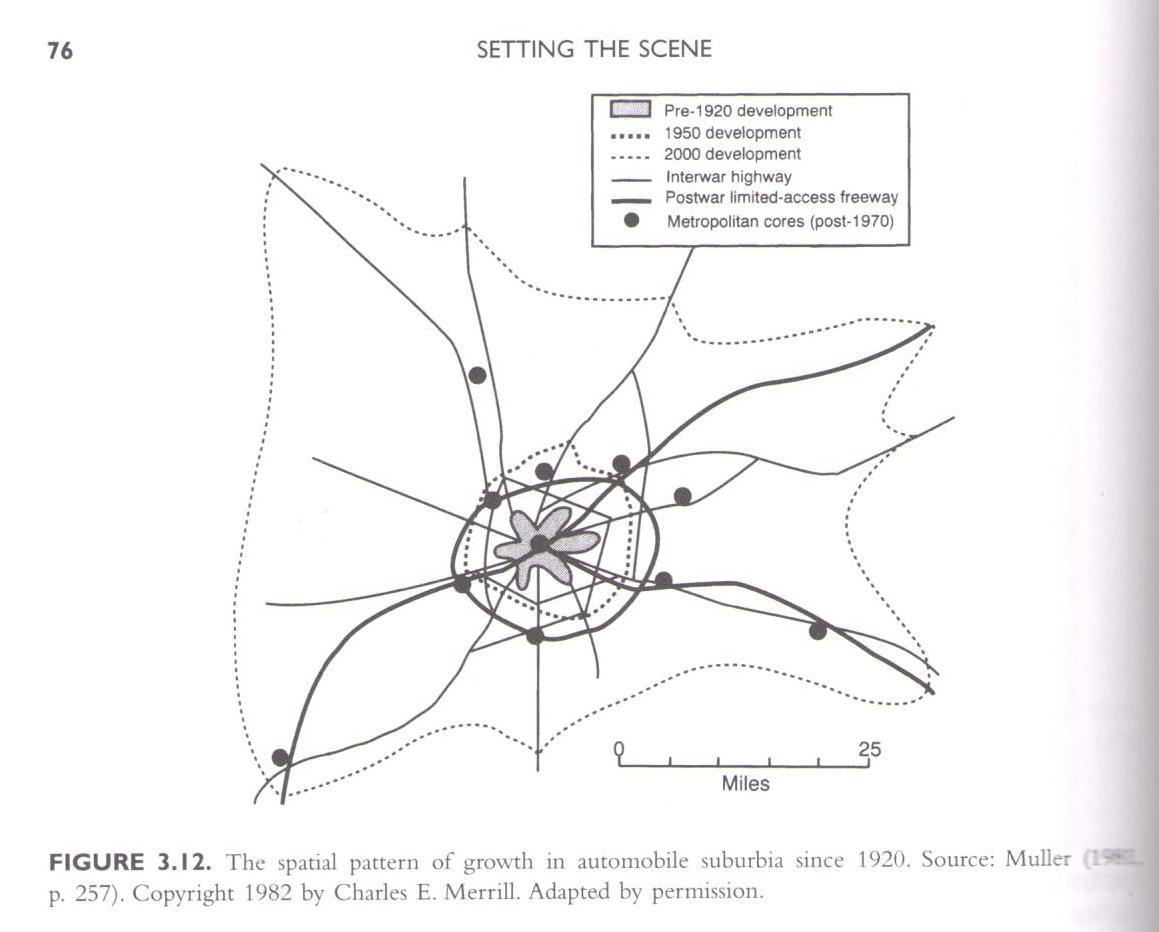 76
SETTING THE SCENE
Pre-1920 development
1950 development
2000 development
Interwar highway
Postwar limited-access freeway
Metropolitan cores (post-1970)
0 25
Miles
FIGURE 3.12. The spatial pattern of growth in automobile suburbia since 1920. Source: Muller
p. 257). Copyright 1982 by Charles E. Merrill. Adapted by permission.